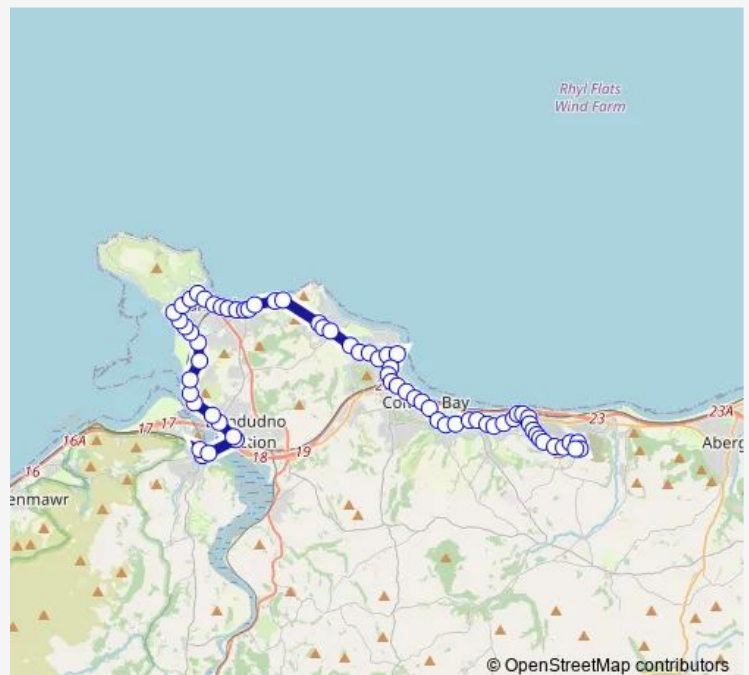 Rhyl Flats
Wind Farm
Bay
17
17
16A
16
enmawr
18
19
23
23A
Aberg
© OpenStreetMap contributors